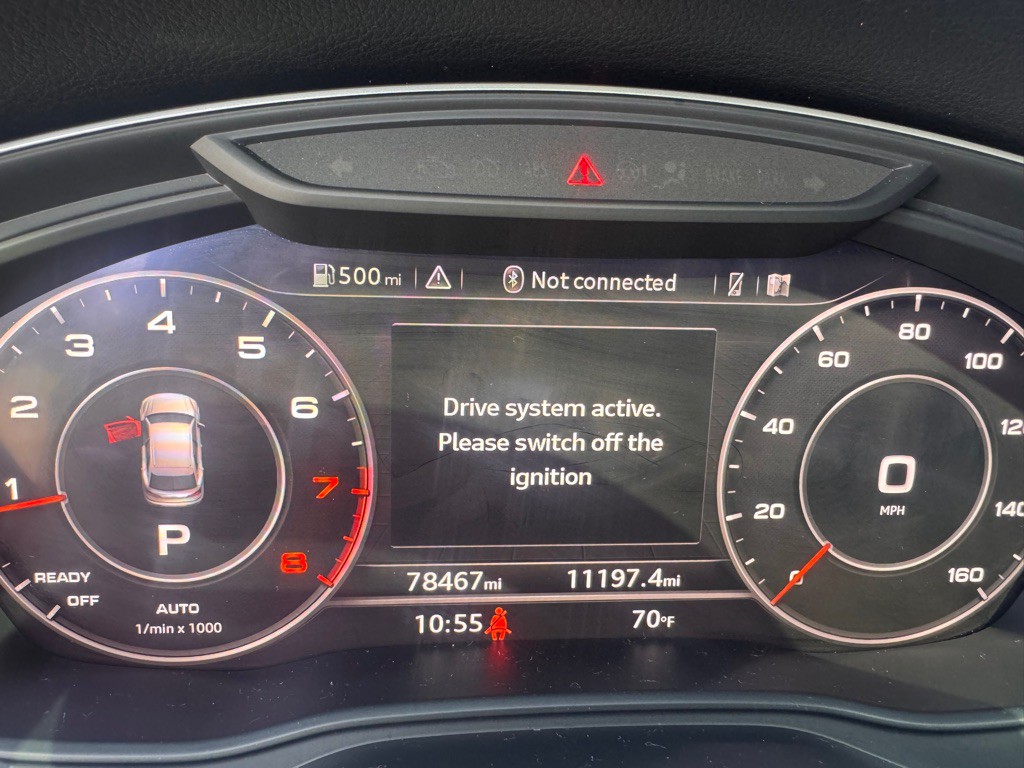 500 mi
Not connected
1
2
3
4
5
6
7
8
P
READY
OFF
AUTO
1/min x 1000
Drive system active.
Please switch off the
ignition
0
20
40
60
80
100
140
160
0
MPH
78467mi
11197.4mi
10:55
70°F